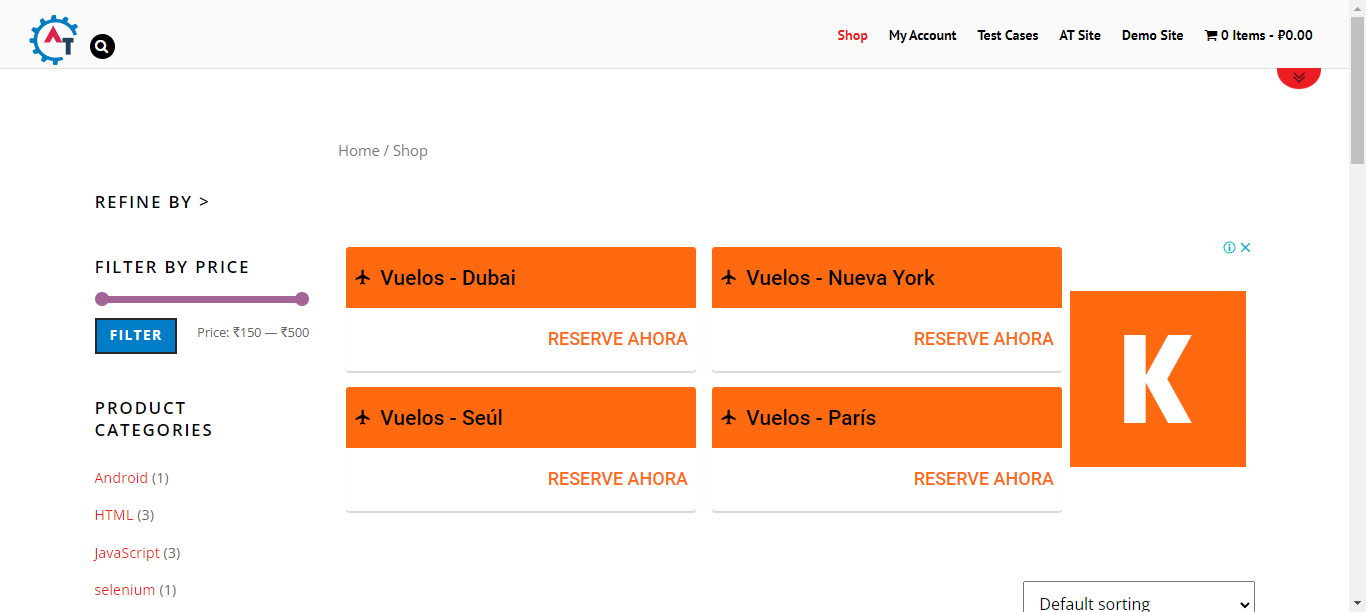 AT
Shop My Account Test Cases AT Site Demo Site 0 Items - ₽0.00
Home / Shop
REFINE BY >
FILTER BY PRICE
FILTER Price: ₹150 — ₹500
PRODUCT
CATEGORIES
Android (1)
HTML (3)
JavaScript (3)
selenium (1)
Vuelos - Dubai
RESERVE AHORA
Vuelos - Nueva York
RESERVE AHORA
Vuelos - Seúl
RESERVE AHORA
Vuelos - París
RESERVE AHORA
K
Default sorting